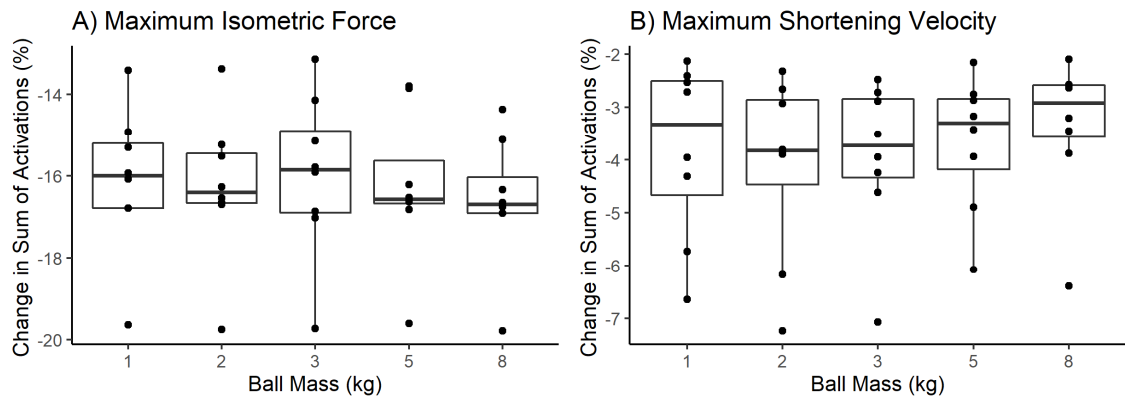 A) Maximum Isometric Force
Change in Sum of Activations (%)
-14
-16
-18
-20
1 2 3 5 8
Ball Mass (kg)
B) Maximum Shortening Velocity
Change in Sum of Activations (%)
-2
-3
-4
-5
-6
-7
1 2 3 5 8
Ball Mass (kg)